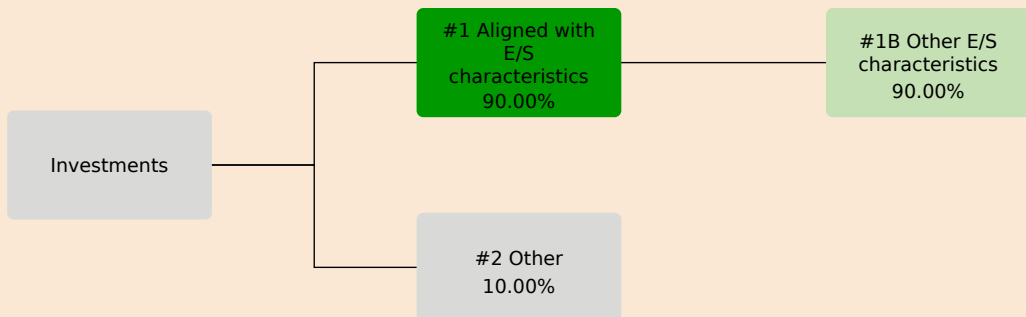 #1 Aligned with
E/S
characteristics
90.00%
#1B Other E/S
characteristics
90.00%
Investments
#2 Other
10.00%